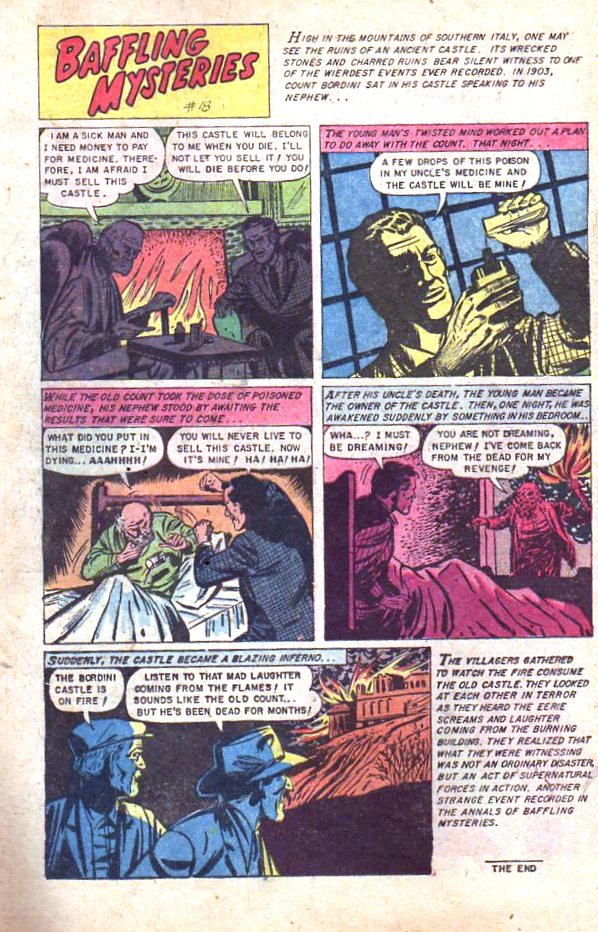 BAFFLING
MYSTERIES
#18
HIGH IN THE MOUNTAINS OF SOUTHERN ITALY, ONE MAY
SEE THE RUINS OF AN ANCIENT CASTLE. ITS WRECKED
STONES AND CHARRED RUINS BEAR SILENT WITNESS TO ONE
OF THE WIERDEST EVENTS EVER RECORDED. IN 1903,
COUNT BORDINI SAT IN HIS CASTLE SPEAKING TO HIS
NEPHEW...
I AM A SICK MAN AND
I NEED MONEY TO PAY
FOR MEDICINE. THERE-
FORE, I AM AFRAID I
MUST SELL THIS
CASTLE.
THIS CASTLE WILL BELONG
TO ME WHEN YOU DIE. I'LL
NOT LET YOU SELL IT! YOU
WILL DIE BEFORE YOU DO!
THE YOUNG MAN'S TWISTED MIND WORKED OUT A PLAN
TO DO AWAY WITH THE COUNT. THAT NIGHT...
A FEW DROPS OF THIS POISON
IN MY UNCLE'S MEDICINE AND
THE CASTLE WILL BE MINE!
WHILE THE OLD COUNT TOOK THE DOSE OF POISONED
MEDICINE, HIS NEPHEW STOOD BY AWAITING THE
RESULTS THAT WERE SURE TO COME...
WHAT DID YOU PUT IN
THIS MEDICINE? I-I'M
DYING... AAAHHHH!
YOU WILL NEVER LIVE TO
SELL THIS CASTLE. NOW
IT'S MINE! HA! HA! HA!
AFTER HIS UNCLE'S DEATH, THE YOUNG MAN BECAME
THE OWNER OF THE CASTLE. THEN, ONE NIGHT, HE WAS
AWAKENED SUDDENLY BY SOMETHING IN HIS BEDROOM..
WHA...? I MUST
BE DREAMING!
YOU ARE NOT DREAMING,
NEPHEW! I'VE COME BACK
FROM THE DEAD FOR MY
REVENGE!
SUDDENLY, THE CASTLE BECAME A BLAZING INFERNO...
THE BORDINI
CASTLE IS
ON FIRE!
LISTEN TO THAT MAD LAUGHTER
COMING FROM THE FLAMES! IT
SOUNDS LIKE THE OLD COUNT...
BUT HE'S BEEN DEAD FOR MONTHS!
THE VILLAGERS GATHERED
TO WATCH THE FIRE CONSUME
THE OLD CASTLE. THEY LOOKED
AT EACH OTHER IN TERROR
AS THEY HEARD THE EERIE
SCREAMS AND LAUGHTER
COMING FROM THE BURNING
BUILDING. THEY REALIZED THAT
WHAT THEY WERE WITNESSING
WAS NOT AN ORDINARY DISASTER,
BUT AN ACT OF SUPERNATURAL
FORCES IN ACTION. ANOTHER
STRANGE EVENT RECORDED IN
THE ANNALS OF BAFFLING
MYSTERIES.
THE END